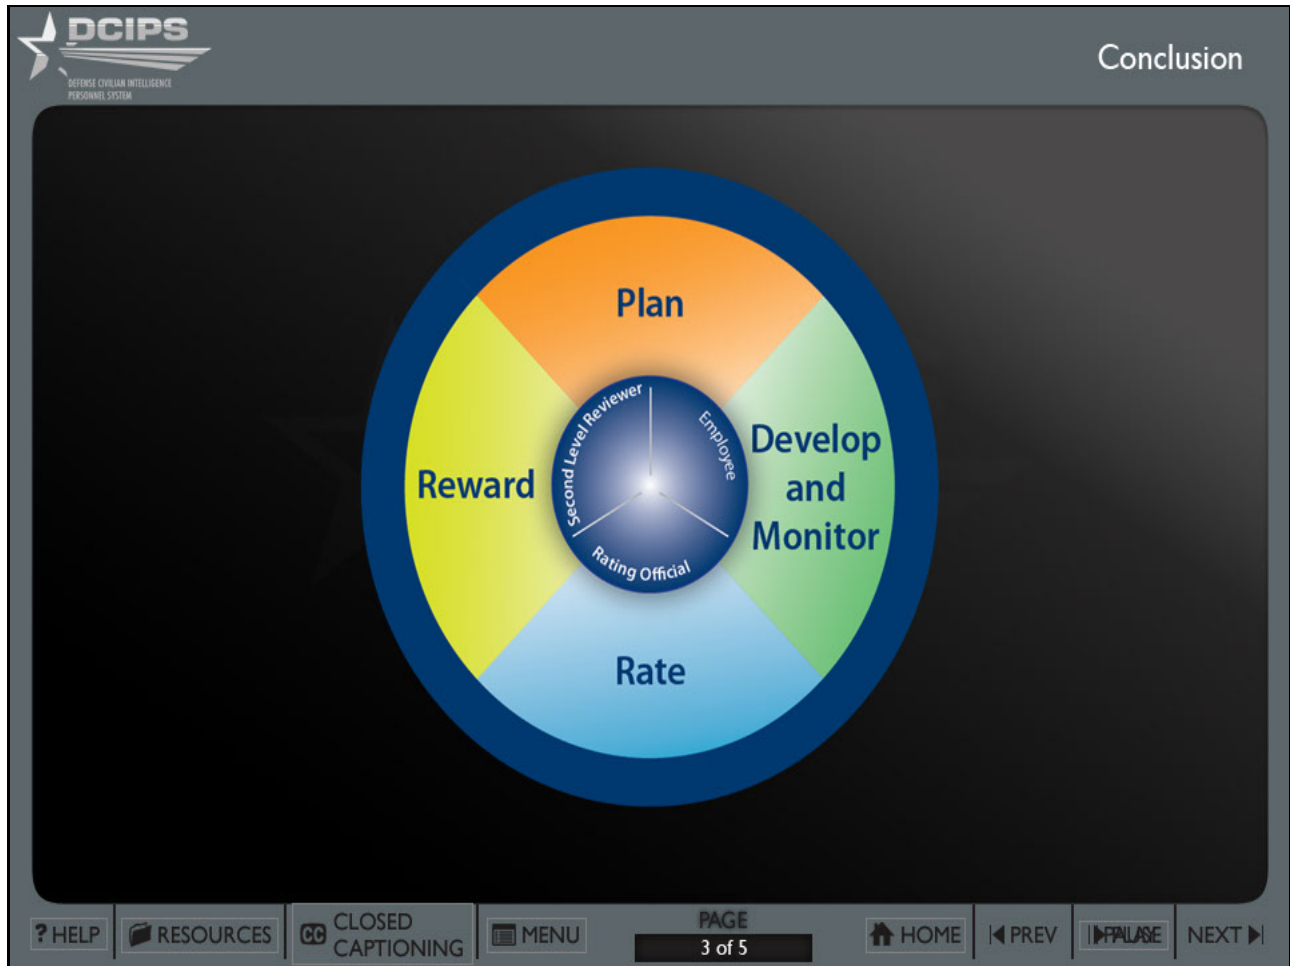 DCIPS
DEFENSE CIVILIAN INTELLIGENCE
PERSONNEL SYSTEM
Conclusion
Plan
Second Level Reviewer
Employee
Rating Official
Reward
Develop
and
Monitor
Rate
? HELP
RESOURCES
CC CLOSED
CAPTIONING
MENU
PAGE
3 of 5
HOME
PREV
NEXT